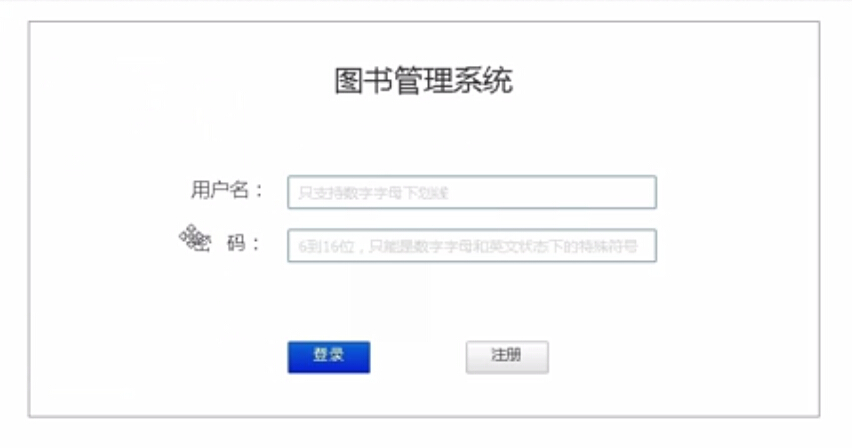 图书管理系统
用户名：
只支持数字字母下划线
密 码：
6到16位，只能是数字字母和英文状态下的特殊符号
登录
注册